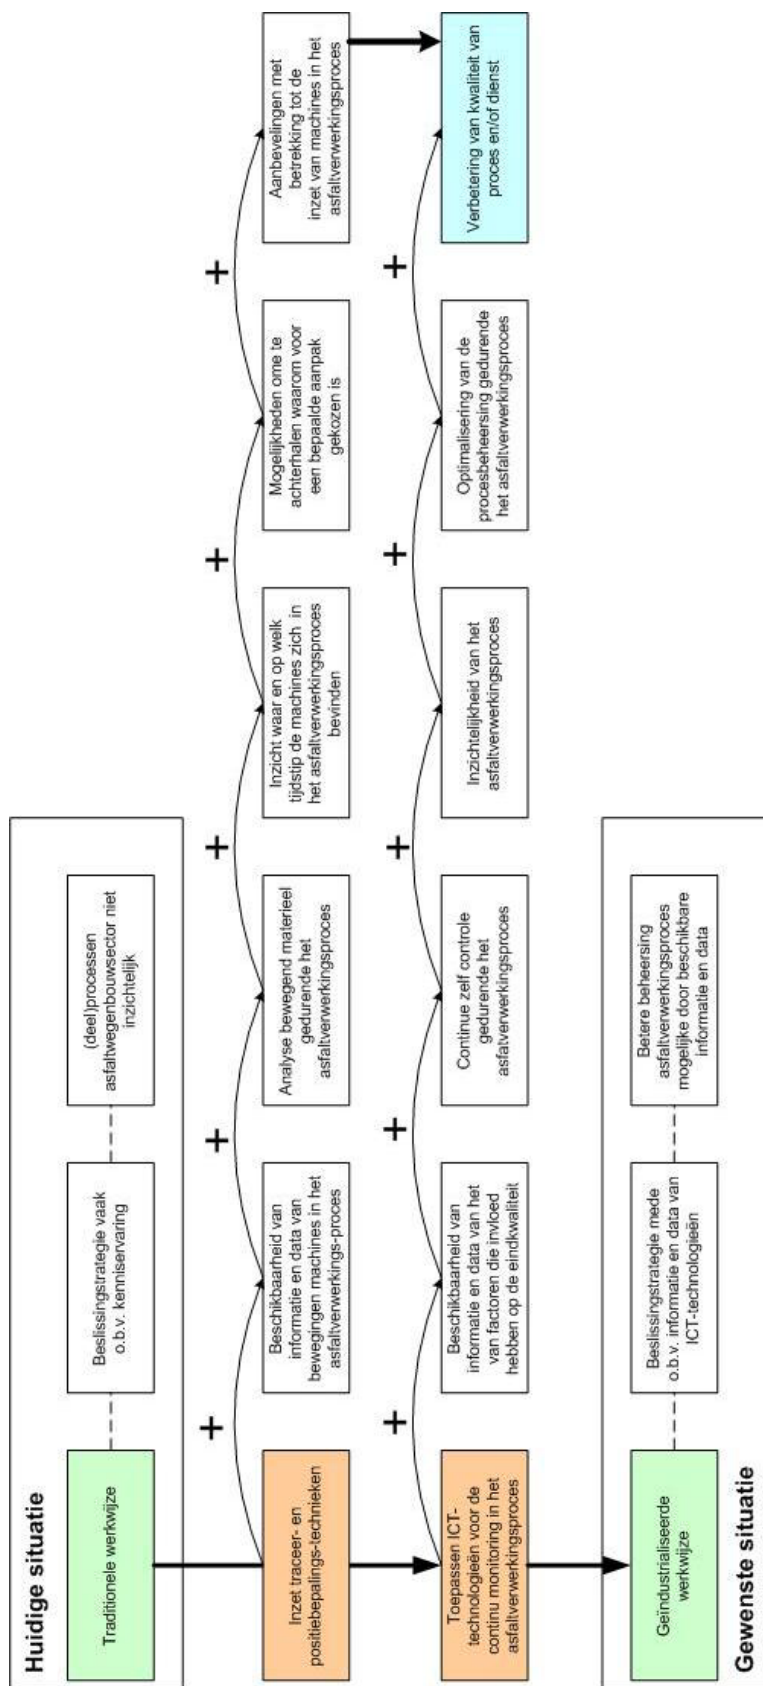 Huidige situatie
Traditionele werkwijze
Beslissingstrategie vaak
o.b.v. kenniservaring
(deel)processen
asfaltwegenbouwsector niet
inzichtelijk
+
+
+
+
+
Inzet traceer- en
positiebepalings-technieken
Beschikbaarheid van
informatie en data van
bewegingen machines in het
asfaltverwerkings-proces
Analyse bewegend materieel
gedurende het
asfaltverwerkingsproces
Inzicht waar en op welk
tijdstip de machines zich in
het asfaltverwerkingsproces
bevinden
Mogelijkheden ome te
achterhalen waarom voor
een bepaalde aanpak
gekozen is
Aanbevelingen met
betrekking tot de
inzet van machines in het
asfaltverwerkingsproces
+
+
+
+
+
Toepassen ICT-
technologieën voor de
continu monitoring in het
asfaltverwerkingsproces
Beschikbaarheid van
informatie en data van het
van factoren die invloed
hebben op de eindkwaliteit
Continue zelf controle
gedurende het
asfatverwerkingsproces
Inzichtelijkheid van het
asfaltverwerkingsproces
Optimalisering van de
procesbeheersing gedurende
het asfaltverwerkingsproces
Verbetering van kwaliteit van
proces en/of dienst
Geïndustrialiseerde
werkwijze
Beslissingstrategie mede
o.b.v. informatie en data van
ICT-technologieën
Betere beheersing
asfaltverwerkingsproces
mogelijke door beschikbare
informatie en data
Gewenste situatie